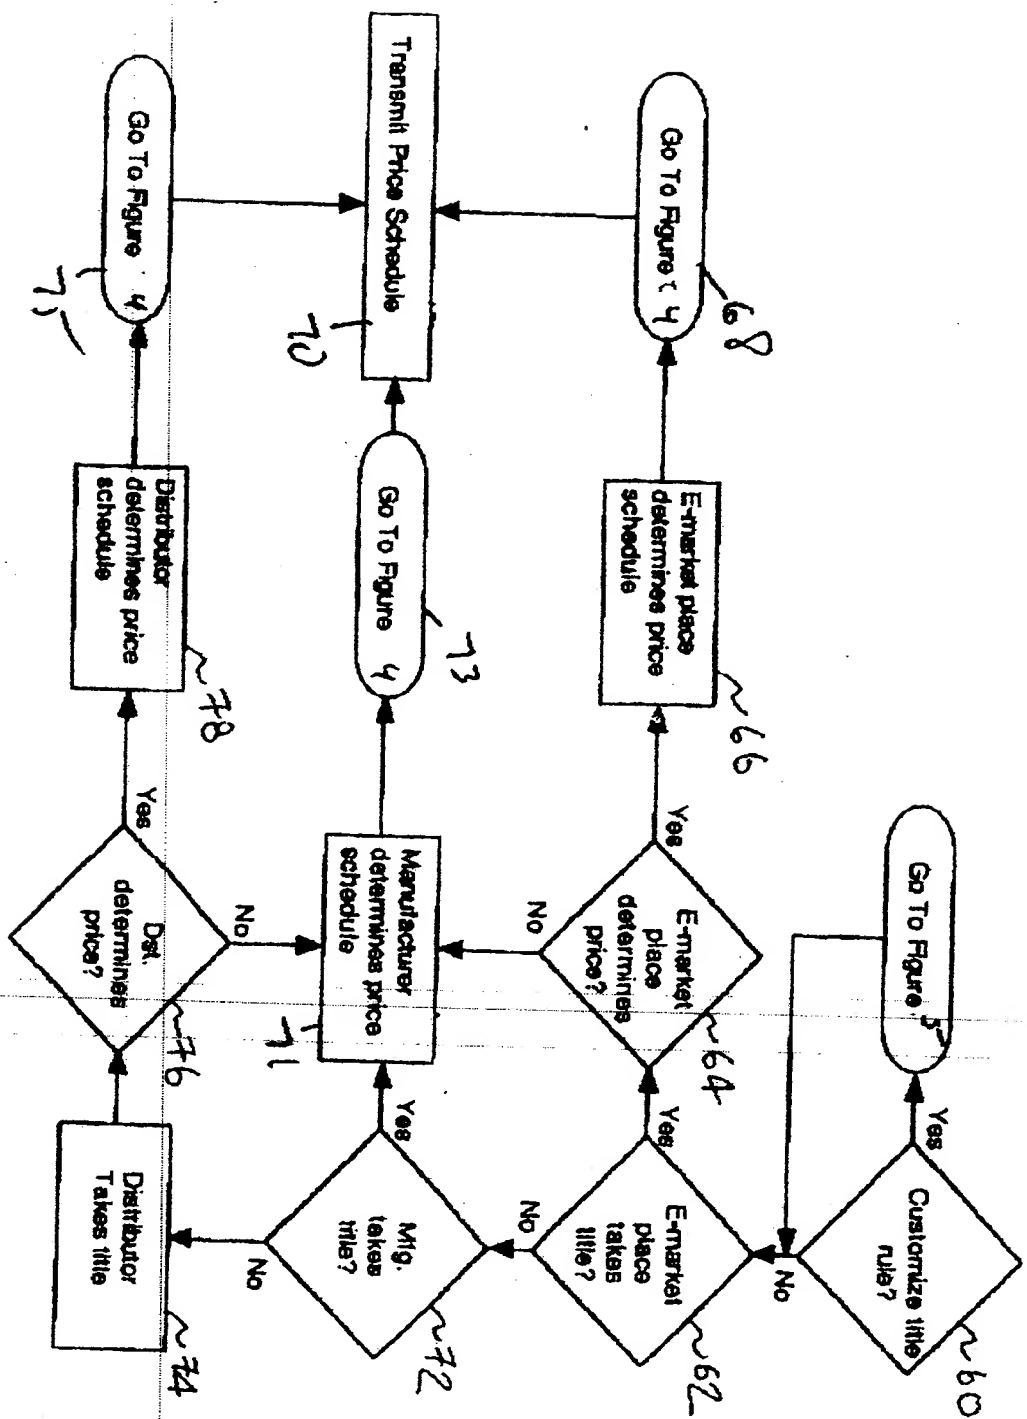 Go To Figure 5
Yes
Customize title
rule?
60
No
68
Go To Figure 4
66
E-market place
determines price
schedule
Yes
64
E-market
place
determines
price?
Yes
62
E-market
place
takes
title?
No
No
Transmit Price Schedule
70
73
Go To Figure 4
Manufacturer
determines price
schedule
71
Yes
72
Mfg.
takes
title?
No
No
Go To Figure 4
75
78
Distributor
determines price
schedule
Yes
76
Dst.
determines
price?
74
Distributor
Takes title